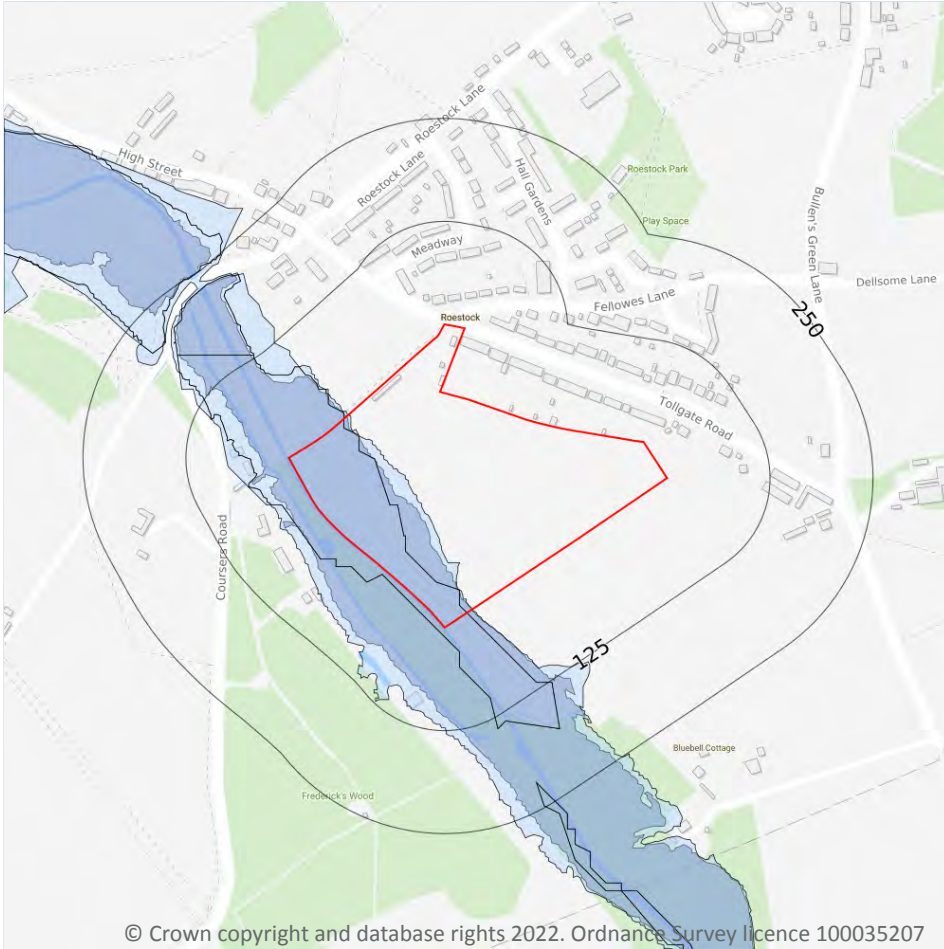 High Street
Roestock Lane
Roestock Lane
Hall Gardens
Roestock Park
Play Space
Bullen's Green Lane
Meadway
Dellsome Lane
Fellowes Lane
250
Roestock
Tollgate Road
Coursers Road
125
Bluebell Cottage
Frederick's Wood
© Crown copyright and database rights 2022. Ordnance Survey licence 100035207